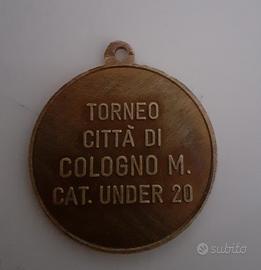 TORNEO
CITTÀ DI
COLOGNO M.
CAT. UNDER 20
subito